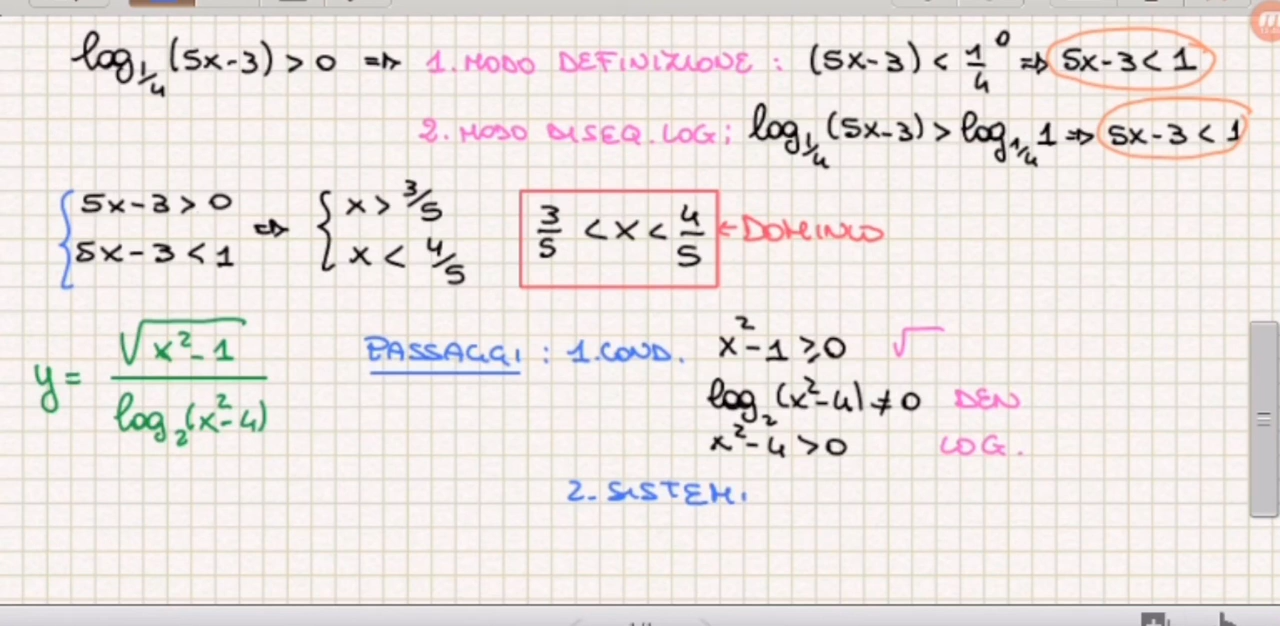 log₁/₄(5x-3) > 0 ⇒ 1. MODO DEFINIZIONE : (5x-3) < 1/4⁰ ⇒ 5x-3 < 1
2. MODO DISEQ. LOG; log₁/₄(5x-3) > log₁/₄ 1 ⇒ 5x-3 < 1
{ 5x-3 > 0 ⇒ { x > 3/5
{ 5x-3 < 1 ⇒ { x < 4/5
3/5 < x < 4/5 ← DOMINIO
y = √(x²-1) / log₂(x²-4)
PASSAGGI : 1. COND. x²-1 ≥ 0 √
log₂(x²-4) ≠ 0 DEN
x²-4 > 0 LOG.
2. SISTEM.